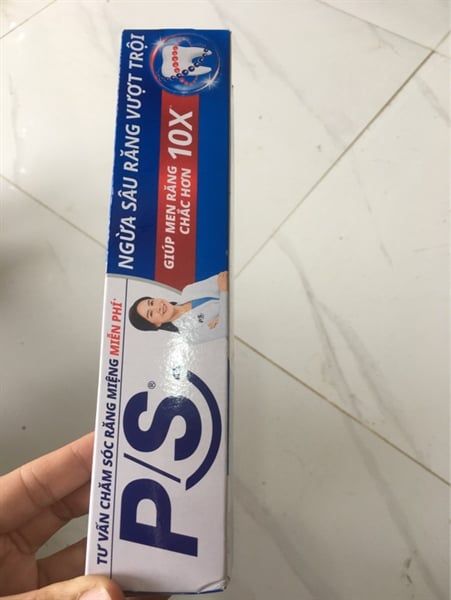 NGỪA SÂU RĂNG VƯỢT TRỘI
GIÚP MEN RĂNG
CHẮC HƠN
10X*
TƯ VẤN CHĂM SÓC RĂNG MIỆNG MIỄN PHÍ*
P/S®